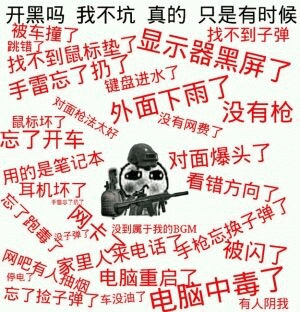 开黑吗 我不坑 真的 只是有时候
被车撞了
找不到子弹
跳错了
找不到鼠标垫了
显示器黑屏了
手雷忘了扔了
键盘进水了
外面下雨了
没有枪
对面枪法太好
鼠标坏了
没有网费了
忘了开车
用的是笔记本
对面爆头了
耳机坏了
看错方向了
手雷忘了扔了
忘了跑毒了
网卡了
没到属于我的BGM
没子弹了
手枪忘换子弹了
家里人来电话了
被闪了
网吧有人抽烟
停电了
电脑重启了
忘了捡子弹了
车没油了
电脑中毒了
有人阴我